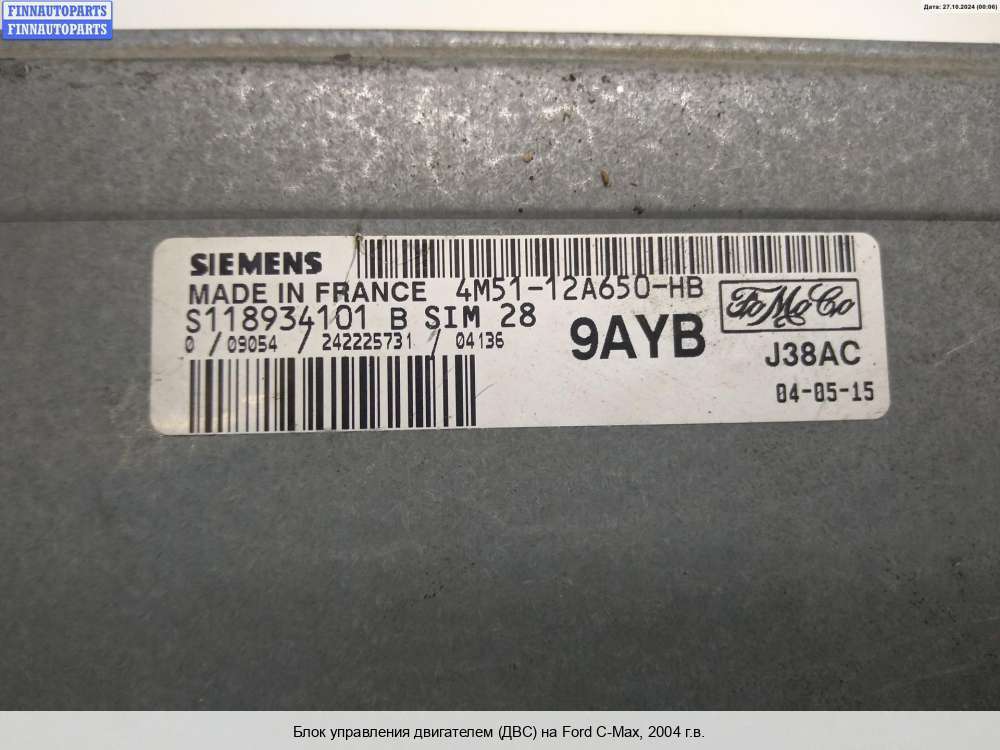 FINNAUTOPARTS
FINNAUTOPARTS
Дата: 27.10.2024 (00:06)
SIEMENS
MADE IN FRANCE 4M51-12A650-HB
S118934101 B SIM 28
0 / 09054 / 242225731 / 04136
9AYB
FoMoCo
J38AC
04-05-15
Блок управления двигателем (ДВС) на Ford C-Max, 2004 г.в.